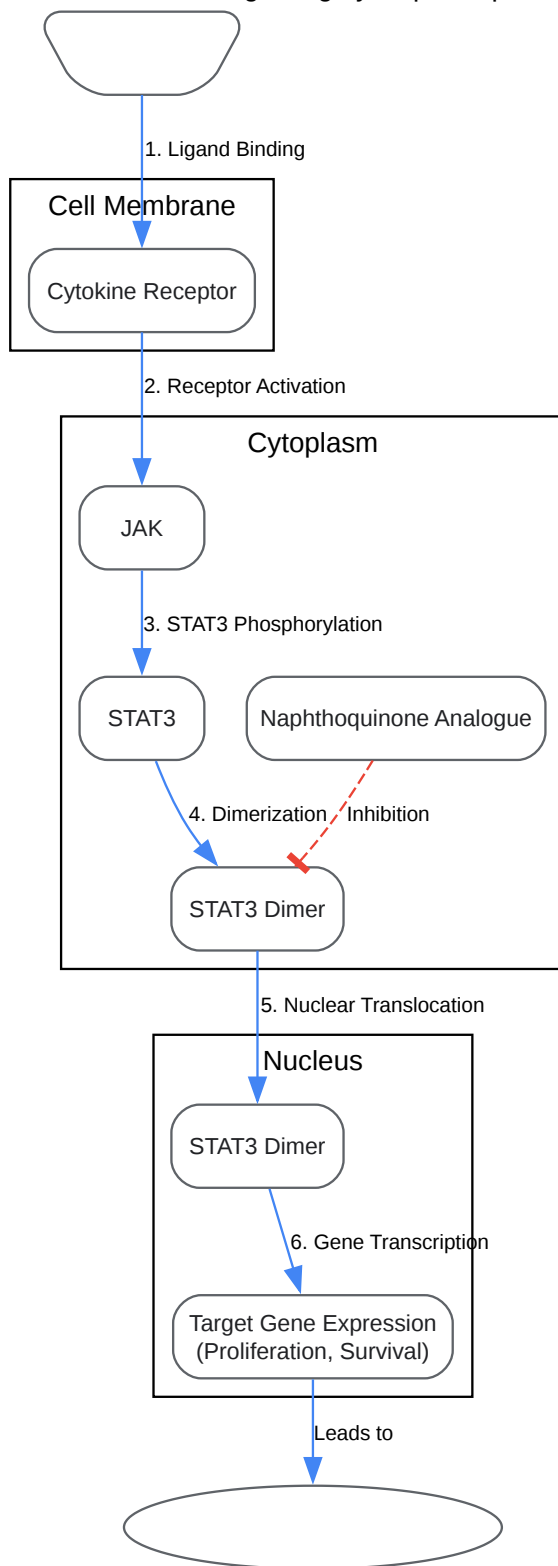 1. Ligand Binding
Cell Membrane
Cytokine Receptor
2. Receptor Activation
Cytoplasm
JAK
3. STAT3 Phosphorylation
STAT3
Naphthoquinone Analogue
4. Dimerization
Inhibition
STAT3 Dimer
5. Nuclear Translocation
Nucleus
STAT3 Dimer
6. Gene Transcription
Target Gene Expression
(Proliferation, Survival)
Leads to